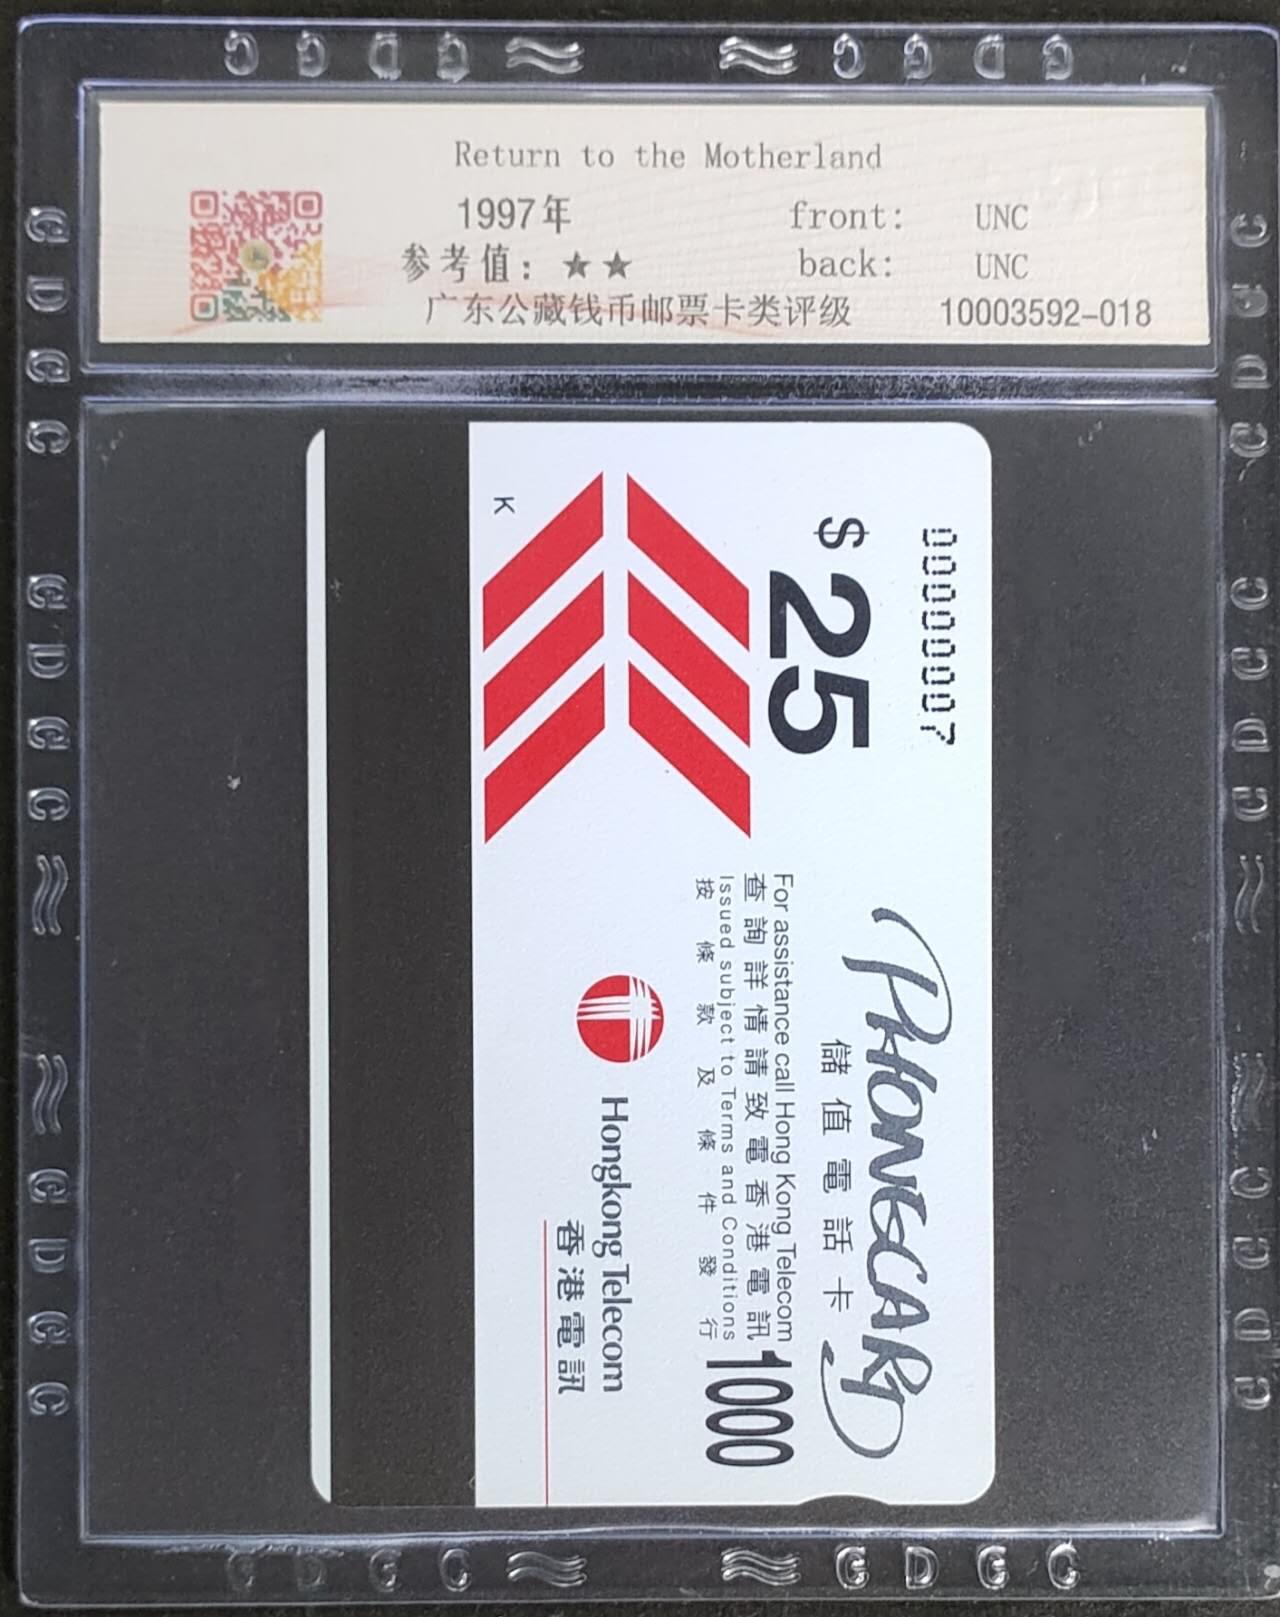 Return to the Motherland
1997年
front: UNC
参考值：★★
back: UNC
广东公藏钱币邮票卡类评级 10003592-018
00000007
$25
K
PHONECARD
儲值電話卡
For assistance call Hong Kong Telecom
查詢詳情請致電香港電訊
Issued subject to Terms and Conditions
按條款及條件發行
1000
Hongkong Telecom
香港電訊